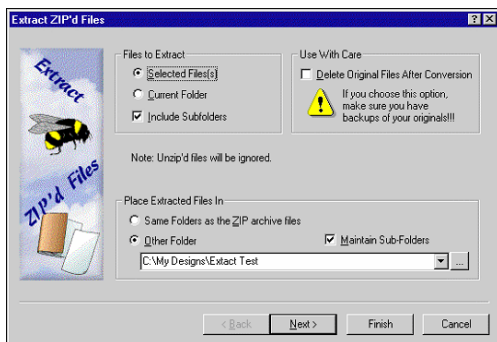 Extract ZIP'd Files
Extract
ZIP'd Files
Files to Extract
Selected Files(s)
Current Folder
Include Subfolders
Use With Care
Delete Original Files After Conversion
If you choose this option,
make sure you have
backups of your originals!!!
Note: Unzip'd files will be ignored.
Place Extracted Files In
Same Folders as the ZIP archive files
Other Folder
Maintain Sub-Folders
C:\My Designs\Extact Test
...
< Back
Next >
Finish
Cancel